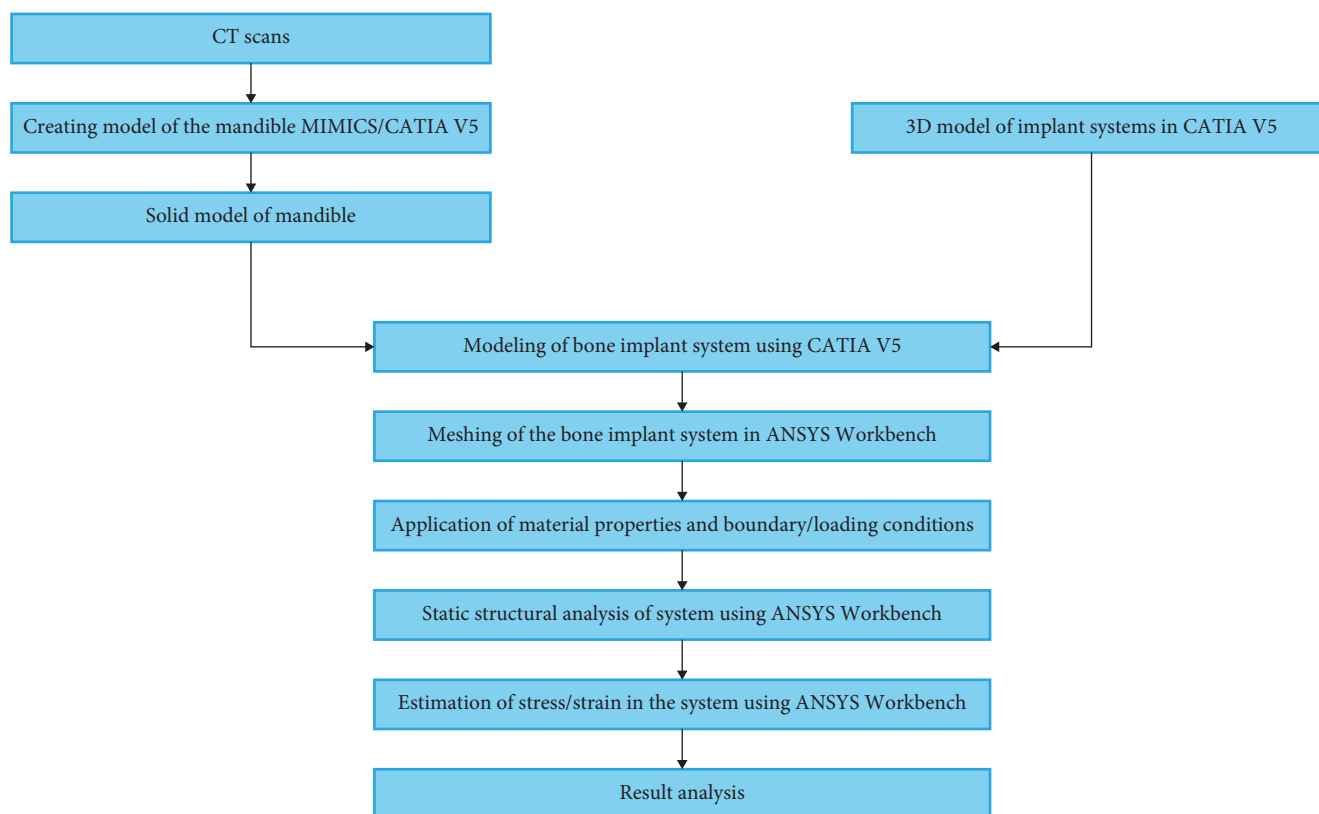 CT scans
Creating model of the mandible MIMICS/CATIA V5
3D model of implant systems in CATIA V5
Solid model of mandible
Modeling of bone implant system using CATIA V5
Meshing of the bone implant system in ANSYS Workbench
Application of material properties and boundary/loading conditions
Static structural analysis of system using ANSYS Workbench
Estimation of stress/strain in the system using ANSYS Workbench
Result analysis